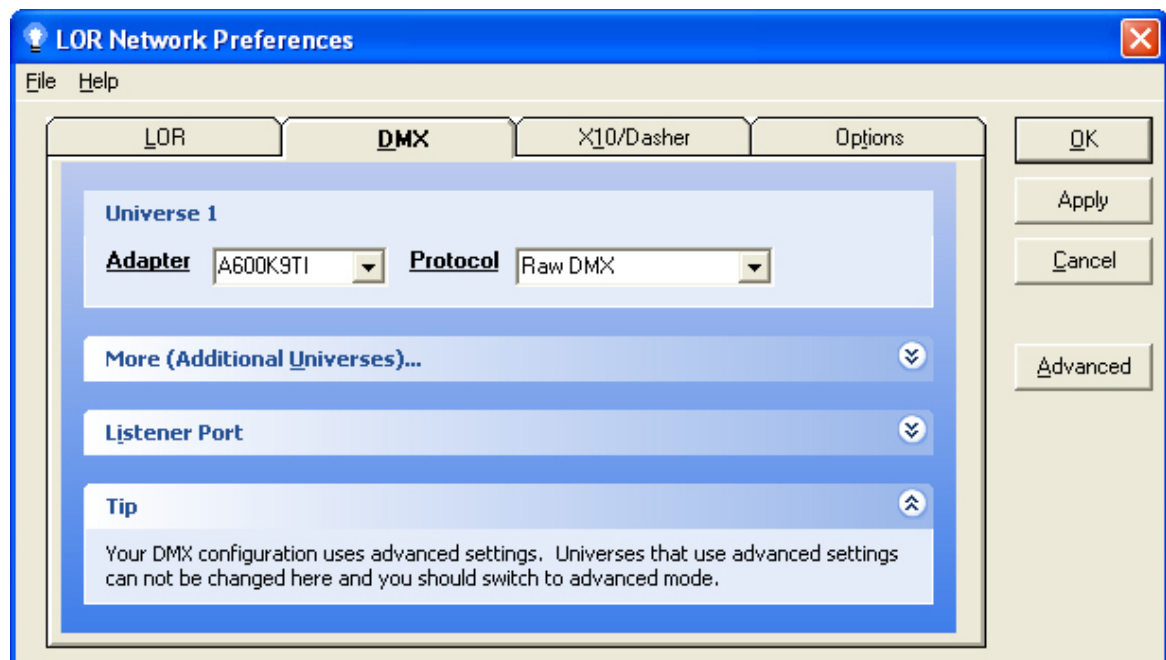 LOR Network Preferences
File Help
LOR DMX X10/Dasher Options
OK
Apply
Cancel
Advanced
Universe 1
Adapter A600K9TI Protocol Raw DMX
More (Additional Universes)...
Listener Port
Tip
Your DMX configuration uses advanced settings. Universes that use advanced settings
can not be changed here and you should switch to advanced mode.